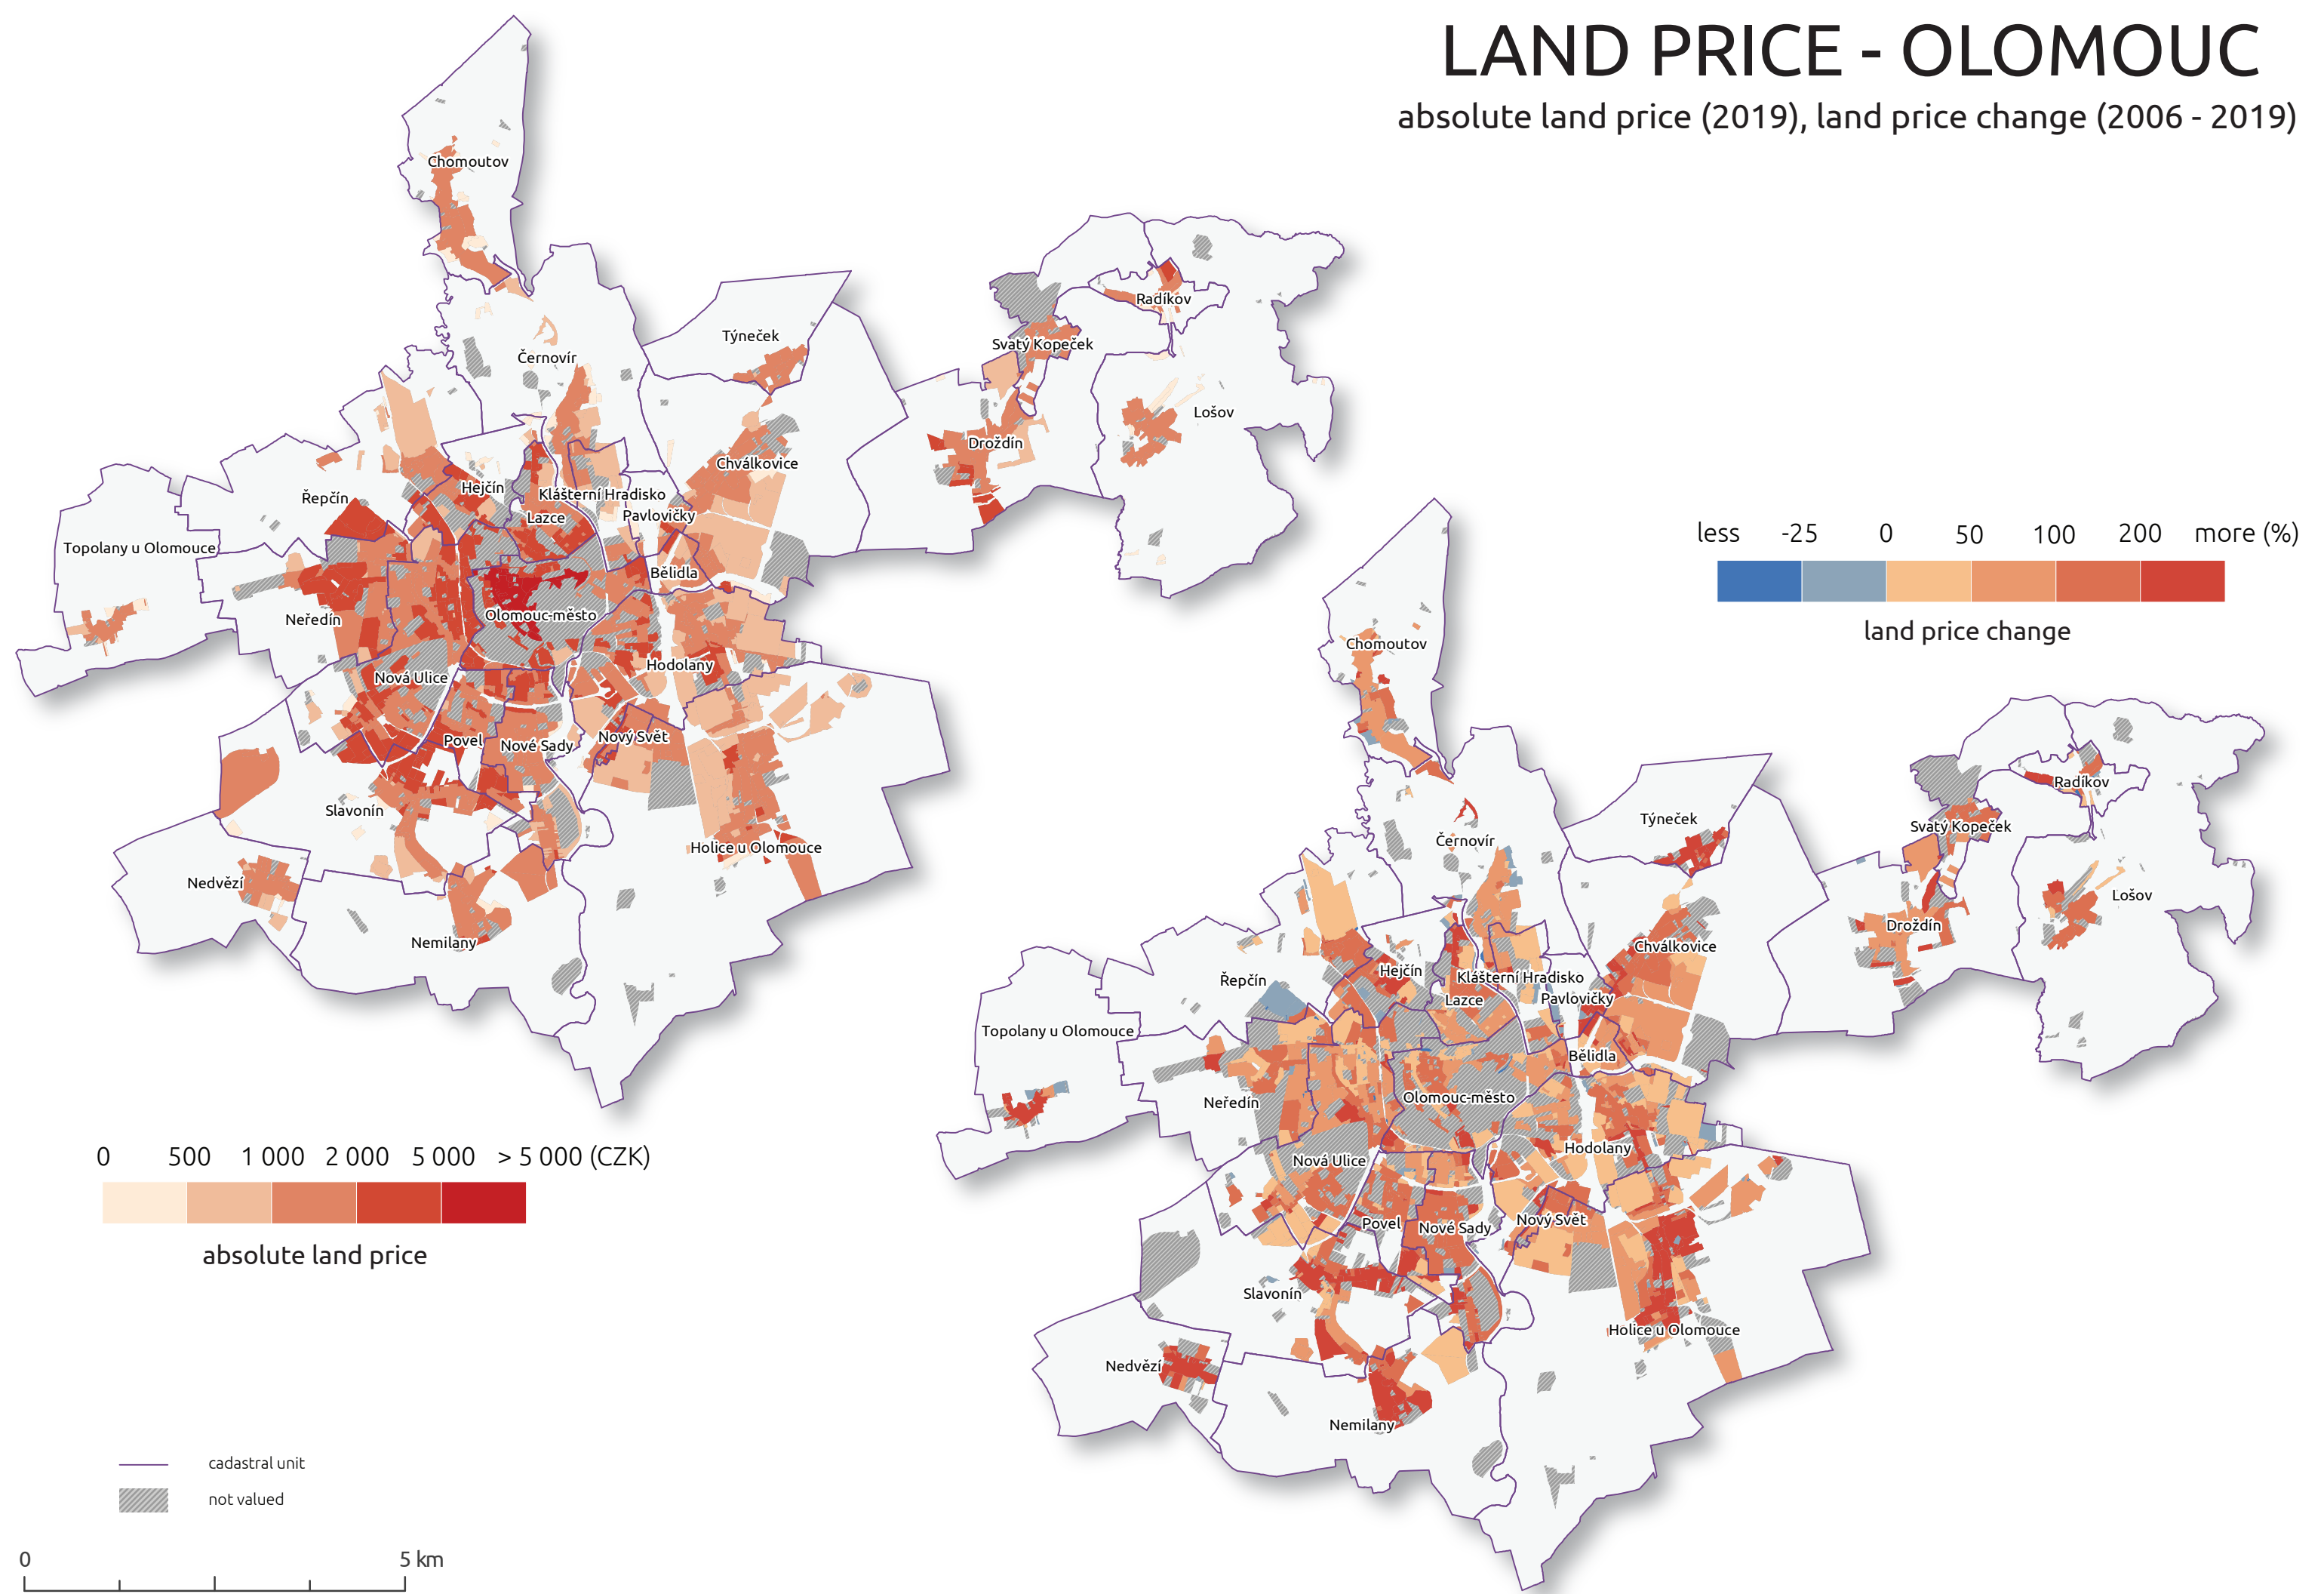 LAND PRICE - OLOMOUC
absolute land price (2019), land price change (2006 - 2019)
Chomoutov
Týneček
Černovír
Radíkov
Svatý Kopeček
Lošov
Droždín
Chválkovice
Řepčín
Hejčín
Klášterní Hradisko
Lazce
Pavlovičky
Topolany u Olomouce
Bělidla
Olomouc-město
Neředín
Hodolany
Nová Ulice
Povel
Nové Sady
Nový Svět
Slavonín
Holice u Olomouce
Nedvězí
Nemilany
less -25 0 50 100 200 more (%)
land price change
Chomoutov
Týneček
Černovír
Radíkov
Svatý Kopeček
Lošov
Droždín
Chválkovice
Řepčín
Hejčín
Klášterní Hradisko
Lazce
Pavlovičky
Topolany u Olomouce
Bělidla
Olomouc-město
Neředín
Hodolany
Nová Ulice
Povel
Nové Sady
Nový Svět
Slavonín
Holice u Olomouce
Nedvězí
Nemilany
0 500 1 000 2 000 5 000 > 5 000 (CZK)
absolute land price
cadastral unit
not valued
0 5 km